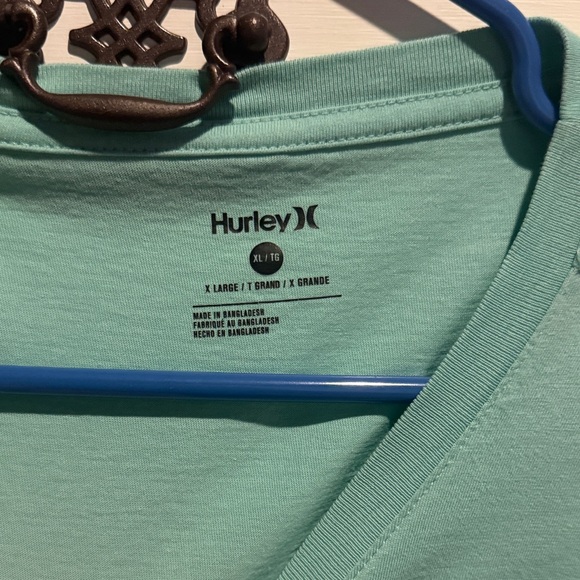 Hurley
XL / TG
X LARGE / T GRAND / X GRANDE
MADE IN BANGLADESH
FABRIQUÉ AU BANGLADESH
HECHO EN BANGLADESH